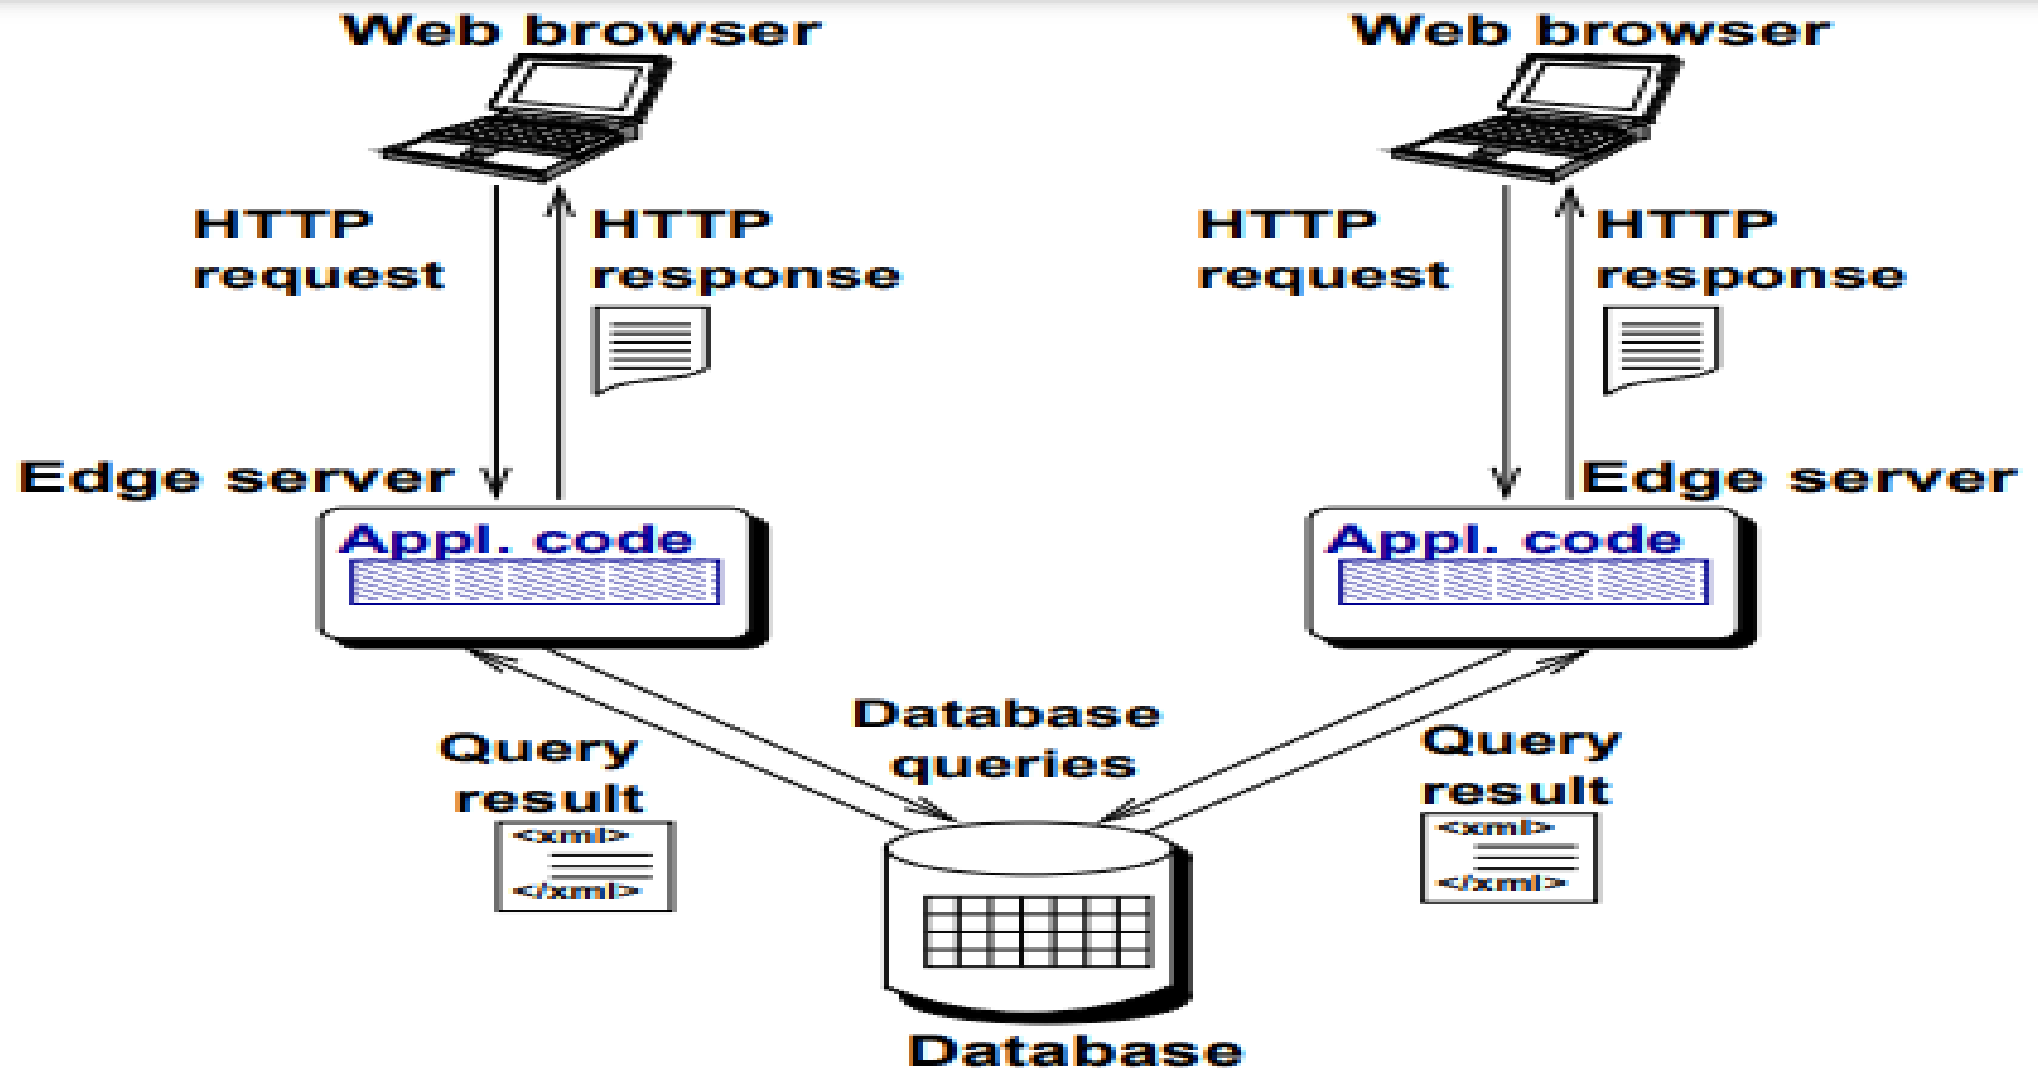 Web browser
Web browser
HTTP
request
HTTP
response
HTTP
request
HTTP
response
Edge server
Edge server
Appl. code
Appl. code
Database
queries
Query
result
<xml>
</xml>
Query
result
<xml>
</xml>
Database